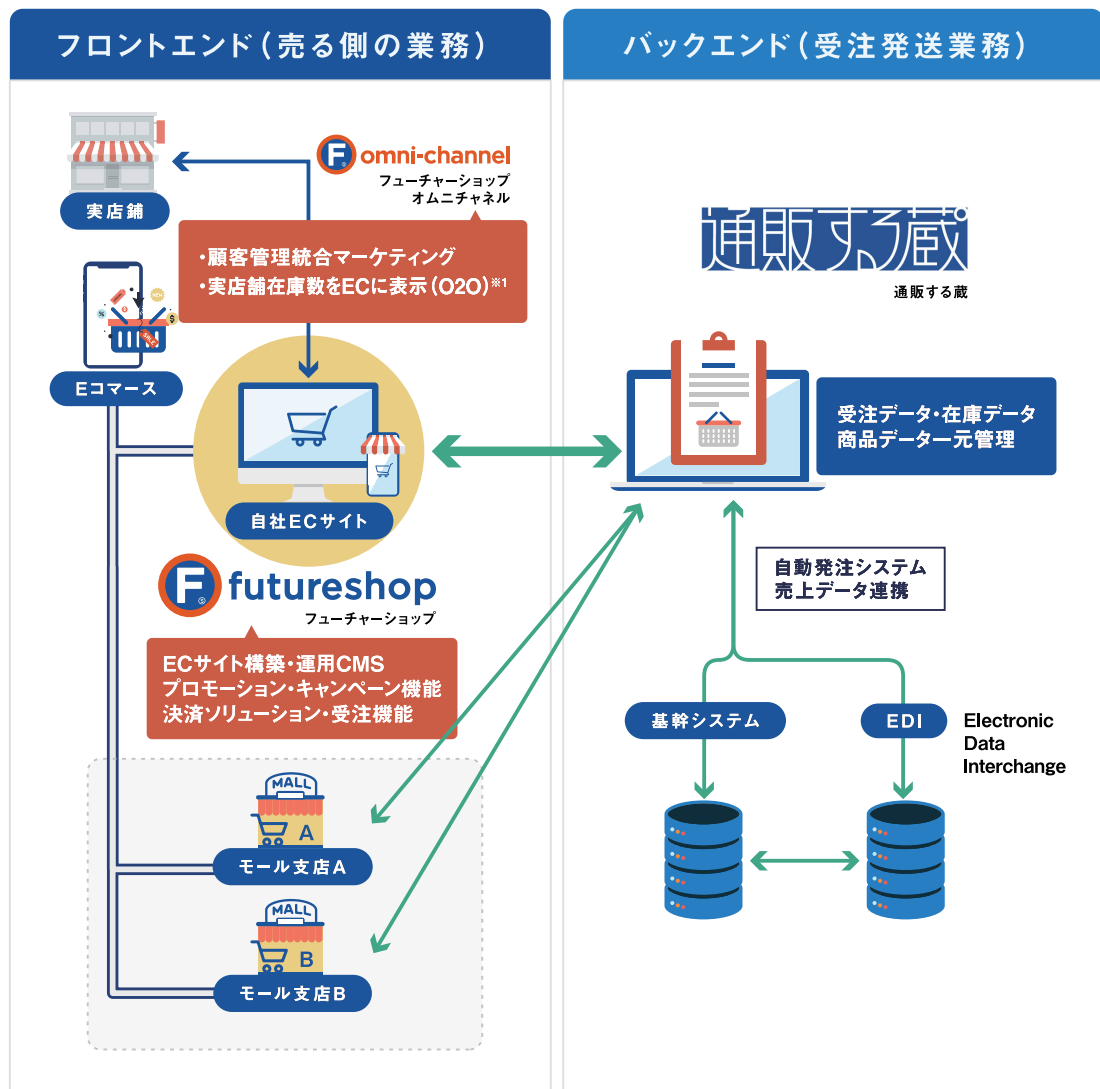 フロントエンド(売る側の業務)
バックエンド(受注発送業務)
F omni-channel
フューチャーショップ
オムニチャネル
実店舗
・顧客管理統合マーケティング
・実店舗在庫数をECに表示(O2O)※1
NEW
%
$
SALE
Eコマース
自社ECサイト
F futureshop
フューチャーショップ
ECサイト構築・運用CMS
プロモーション・キャンペーン機能
決済ソリューション・受注機能
MALL
A
モール支店A
MALL
B
モール支店B
通販する蔵
通販する蔵
受注データ・在庫データ
商品データ一元管理
自動発注システム
売上データ連携
基幹システム
EDI
Electronic
Data
Interchange